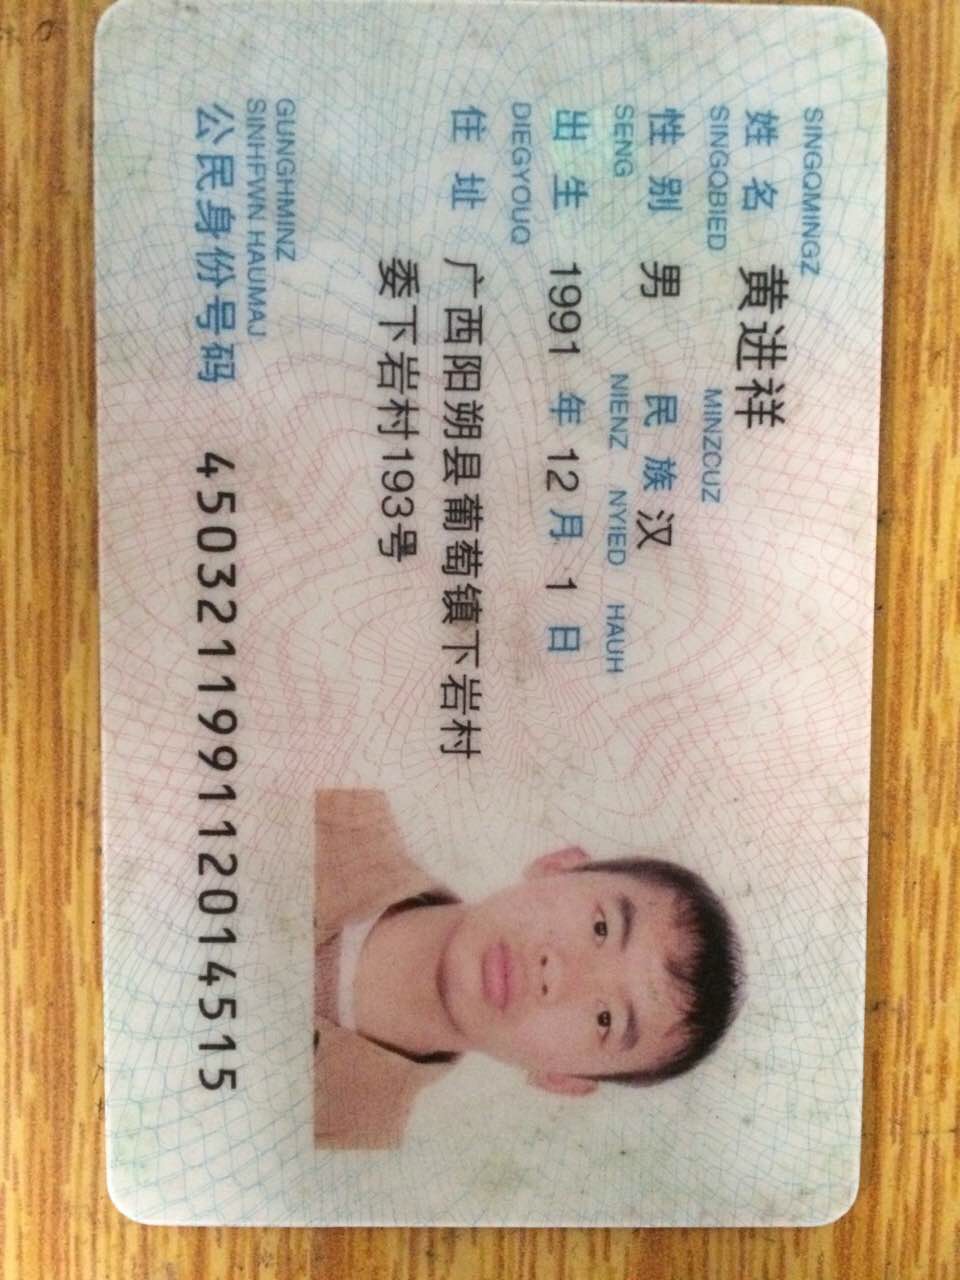 SINGQMINGZ
姓名 黄进祥
SINGQBIED MINZCUZ
性别 男 民族 汉
SENG NIENZ NYIED HAUH
出生 1991 年 12 月 1 日
DIEGYOUQ
住址 广西阳朔县葡萄镇下岩村
委下岩村193号
GUNGHMINZ
SINHFWN HAUMAJ
公民身份号码 450321199112014515